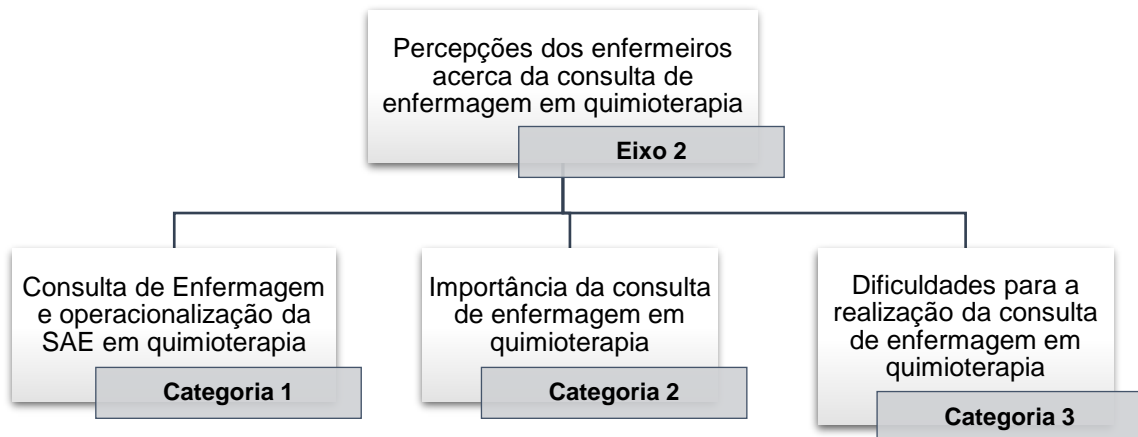 Percepções dos enfermeiros
acerca da consulta de
enfermagem em quimioterapia
Eixo 2
Consulta de Enfermagem
e operacionalização da
SAE em quimioterapia
Categoria 1
Importância da consulta
de enfermagem em
quimioterapia
Categoria 2
Dificuldades para a
realização da consulta
de enfermagem em
quimioterapia
Categoria 3